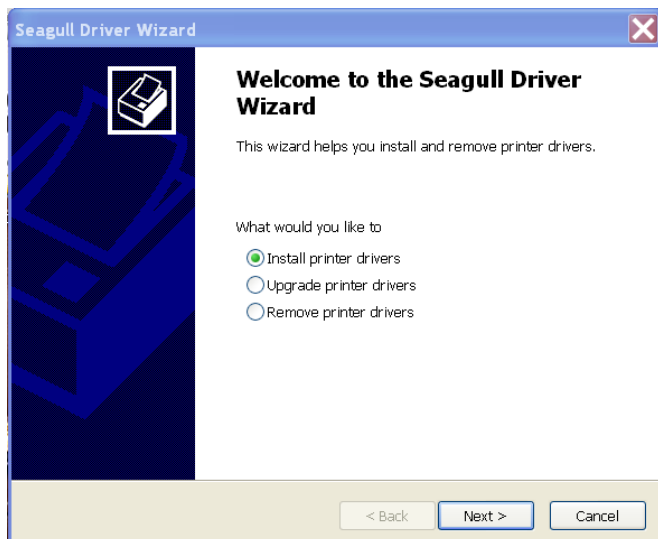 Seagull Driver Wizard
Welcome to the Seagull Driver
Wizard
This wizard helps you install and remove printer drivers.
What would you like to
Install printer drivers
Upgrade printer drivers
Remove printer drivers
< Back Next > Cancel